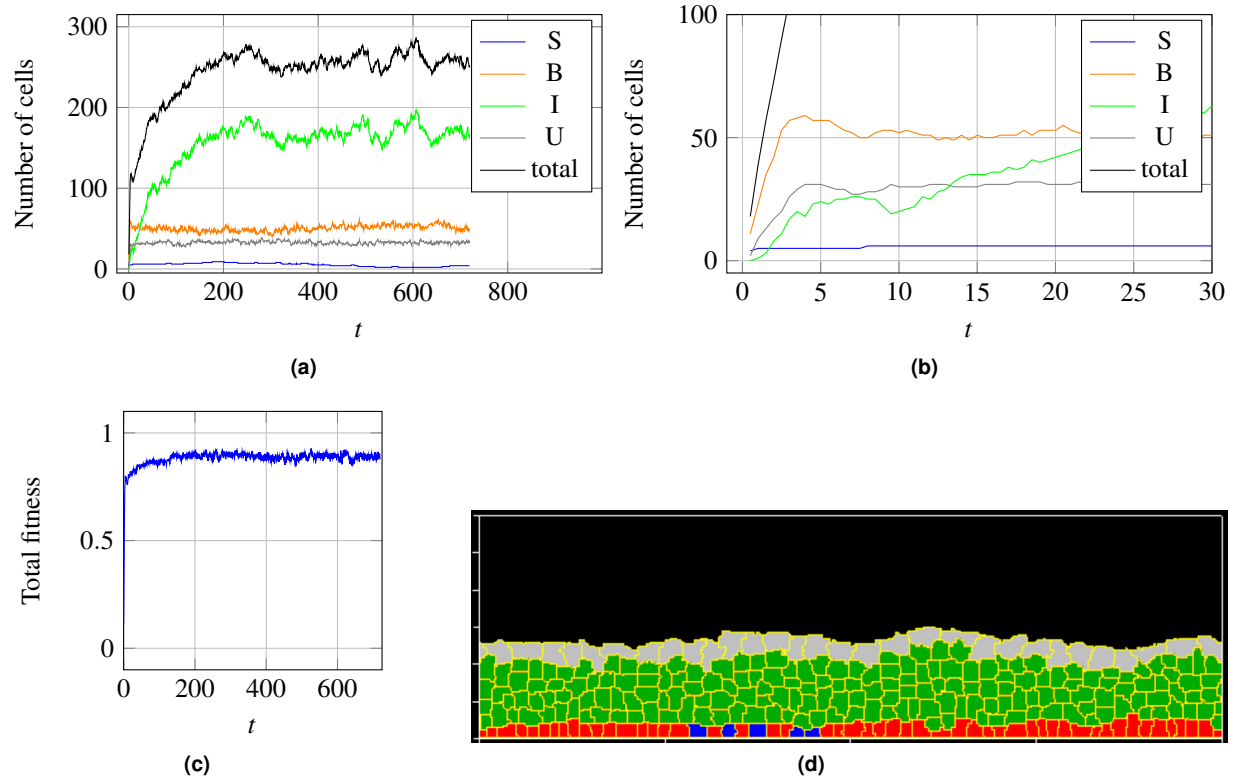 300
200
100
0
0
200
400
600
800
Number of cells
t
S
B
I
U
total
(a)
100
50
0
0
5
10
15
20
25
30
Number of cells
t
S
B
I
U
total
(b)
1
0.5
0
0
200
400
600
Total fitness
t
(c)
(d)